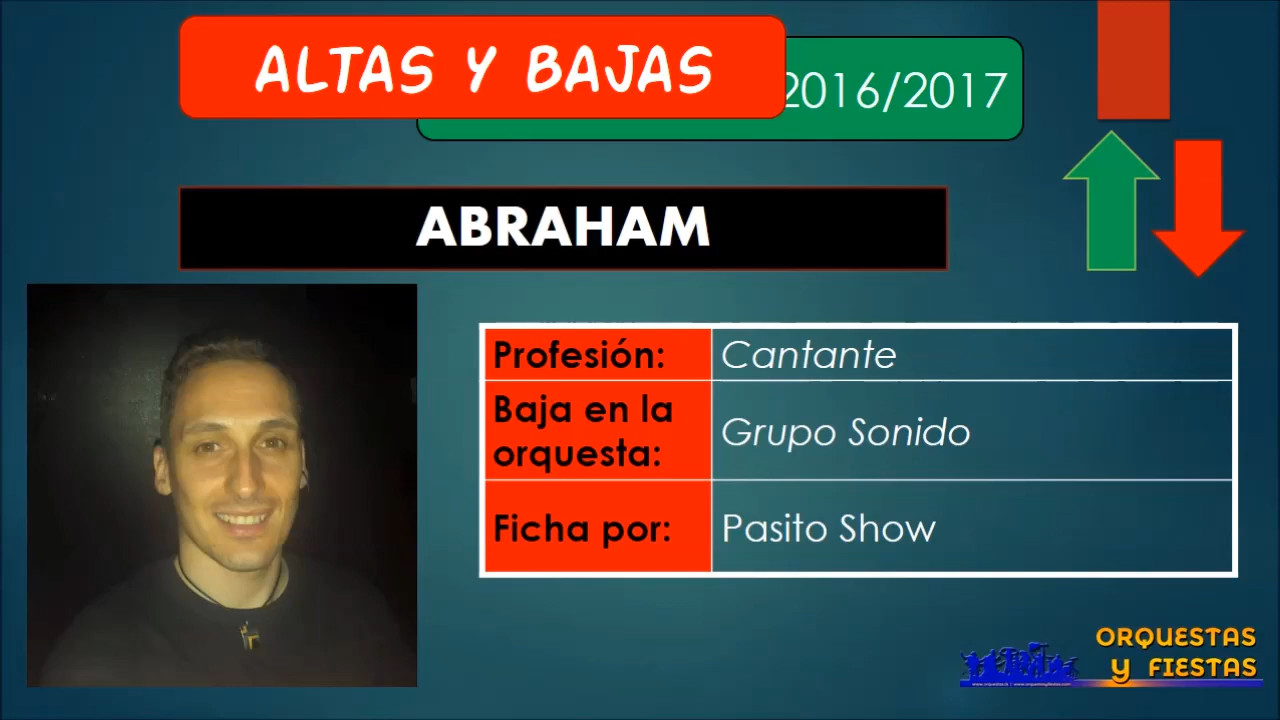 ALTAS Y BAJAS
2016/2017
ABRAHAM
Profesión: Cantante
Baja en la
orquesta: Grupo Sonido
Ficha por: Pasito Show
ORQUESTAS
Y FIESTAS